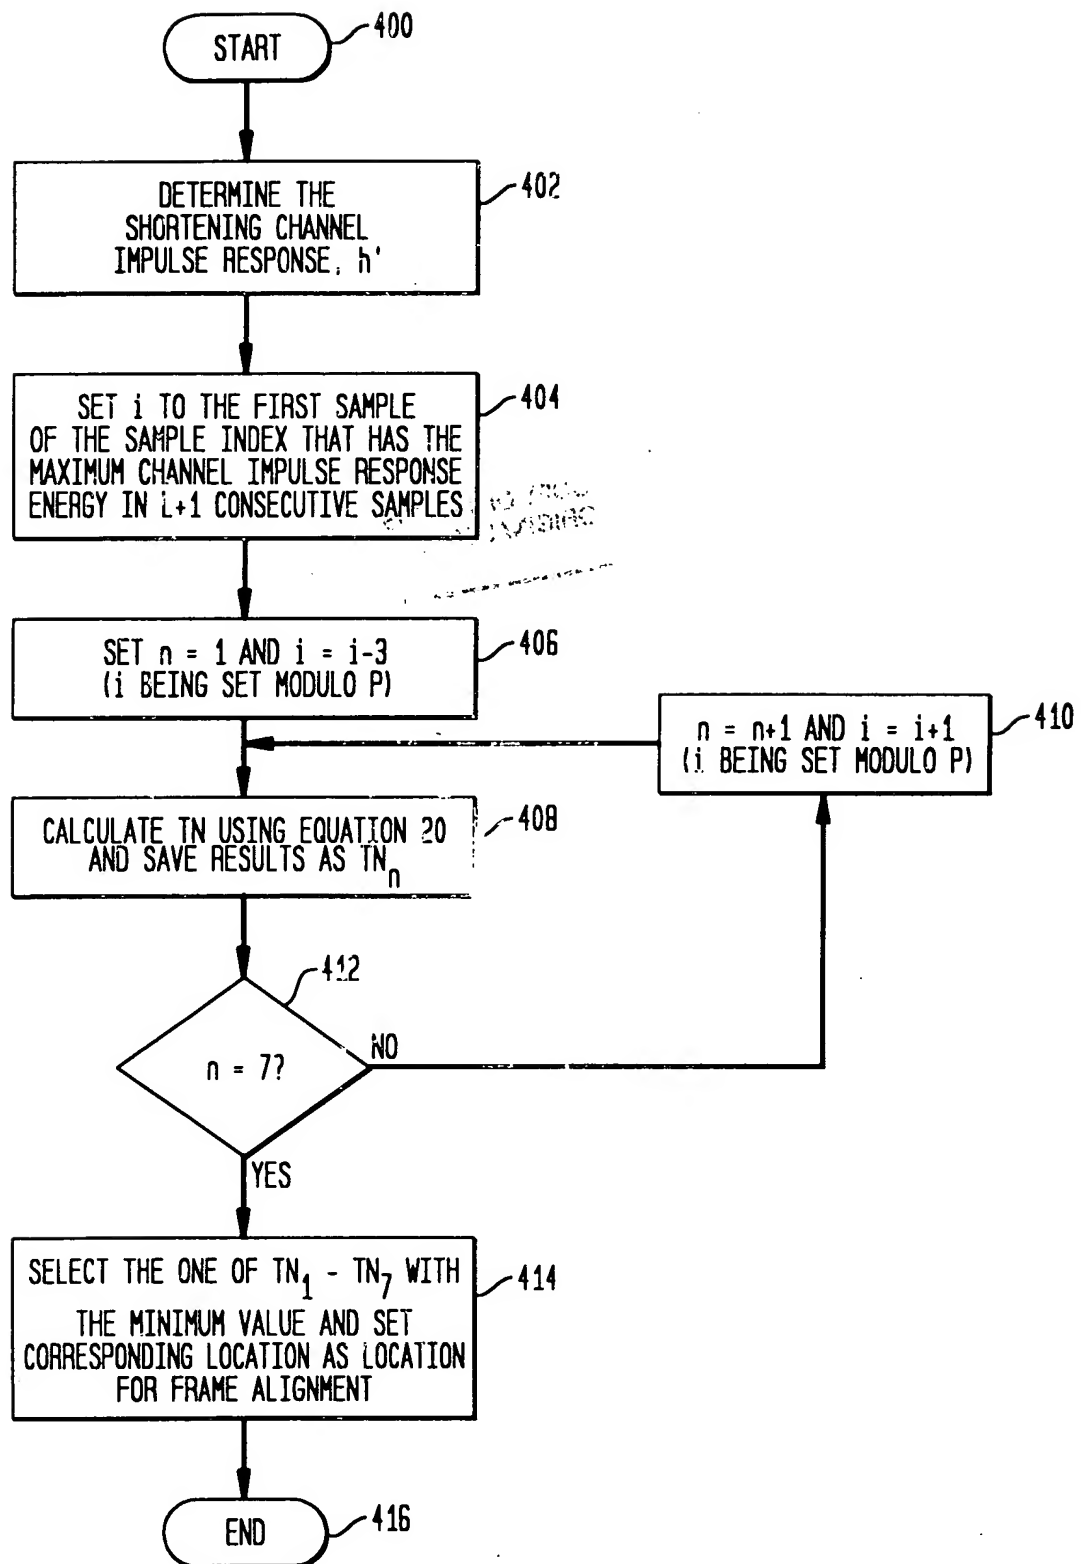 START
400
DETERMINE THE
SHORTENING CHANNEL
IMPULSE RESPONSE, h'
402
SET i TO THE FIRST SAMPLE
OF THE SAMPLE INDEX THAT HAS THE
MAXIMUM CHANNEL IMPULSE RESPONSE
ENERGY IN L+1 CONSECUTIVE SAMPLES
404
SET n = 1 AND i = i-3
(i BEING SET MODULO P)
406
n = n+1 AND i = i+1
(i BEING SET MODULO P)
410
CALCULATE TN USING EQUATION 20
AND SAVE RESULTS AS TNn
408
412
n = 7?
NO
YES
SELECT THE ONE OF TN1 - TN7 WITH
THE MINIMUM VALUE AND SET
CORRESPONDING LOCATION AS LOCATION
FOR FRAME ALIGNMENT
414
END
416